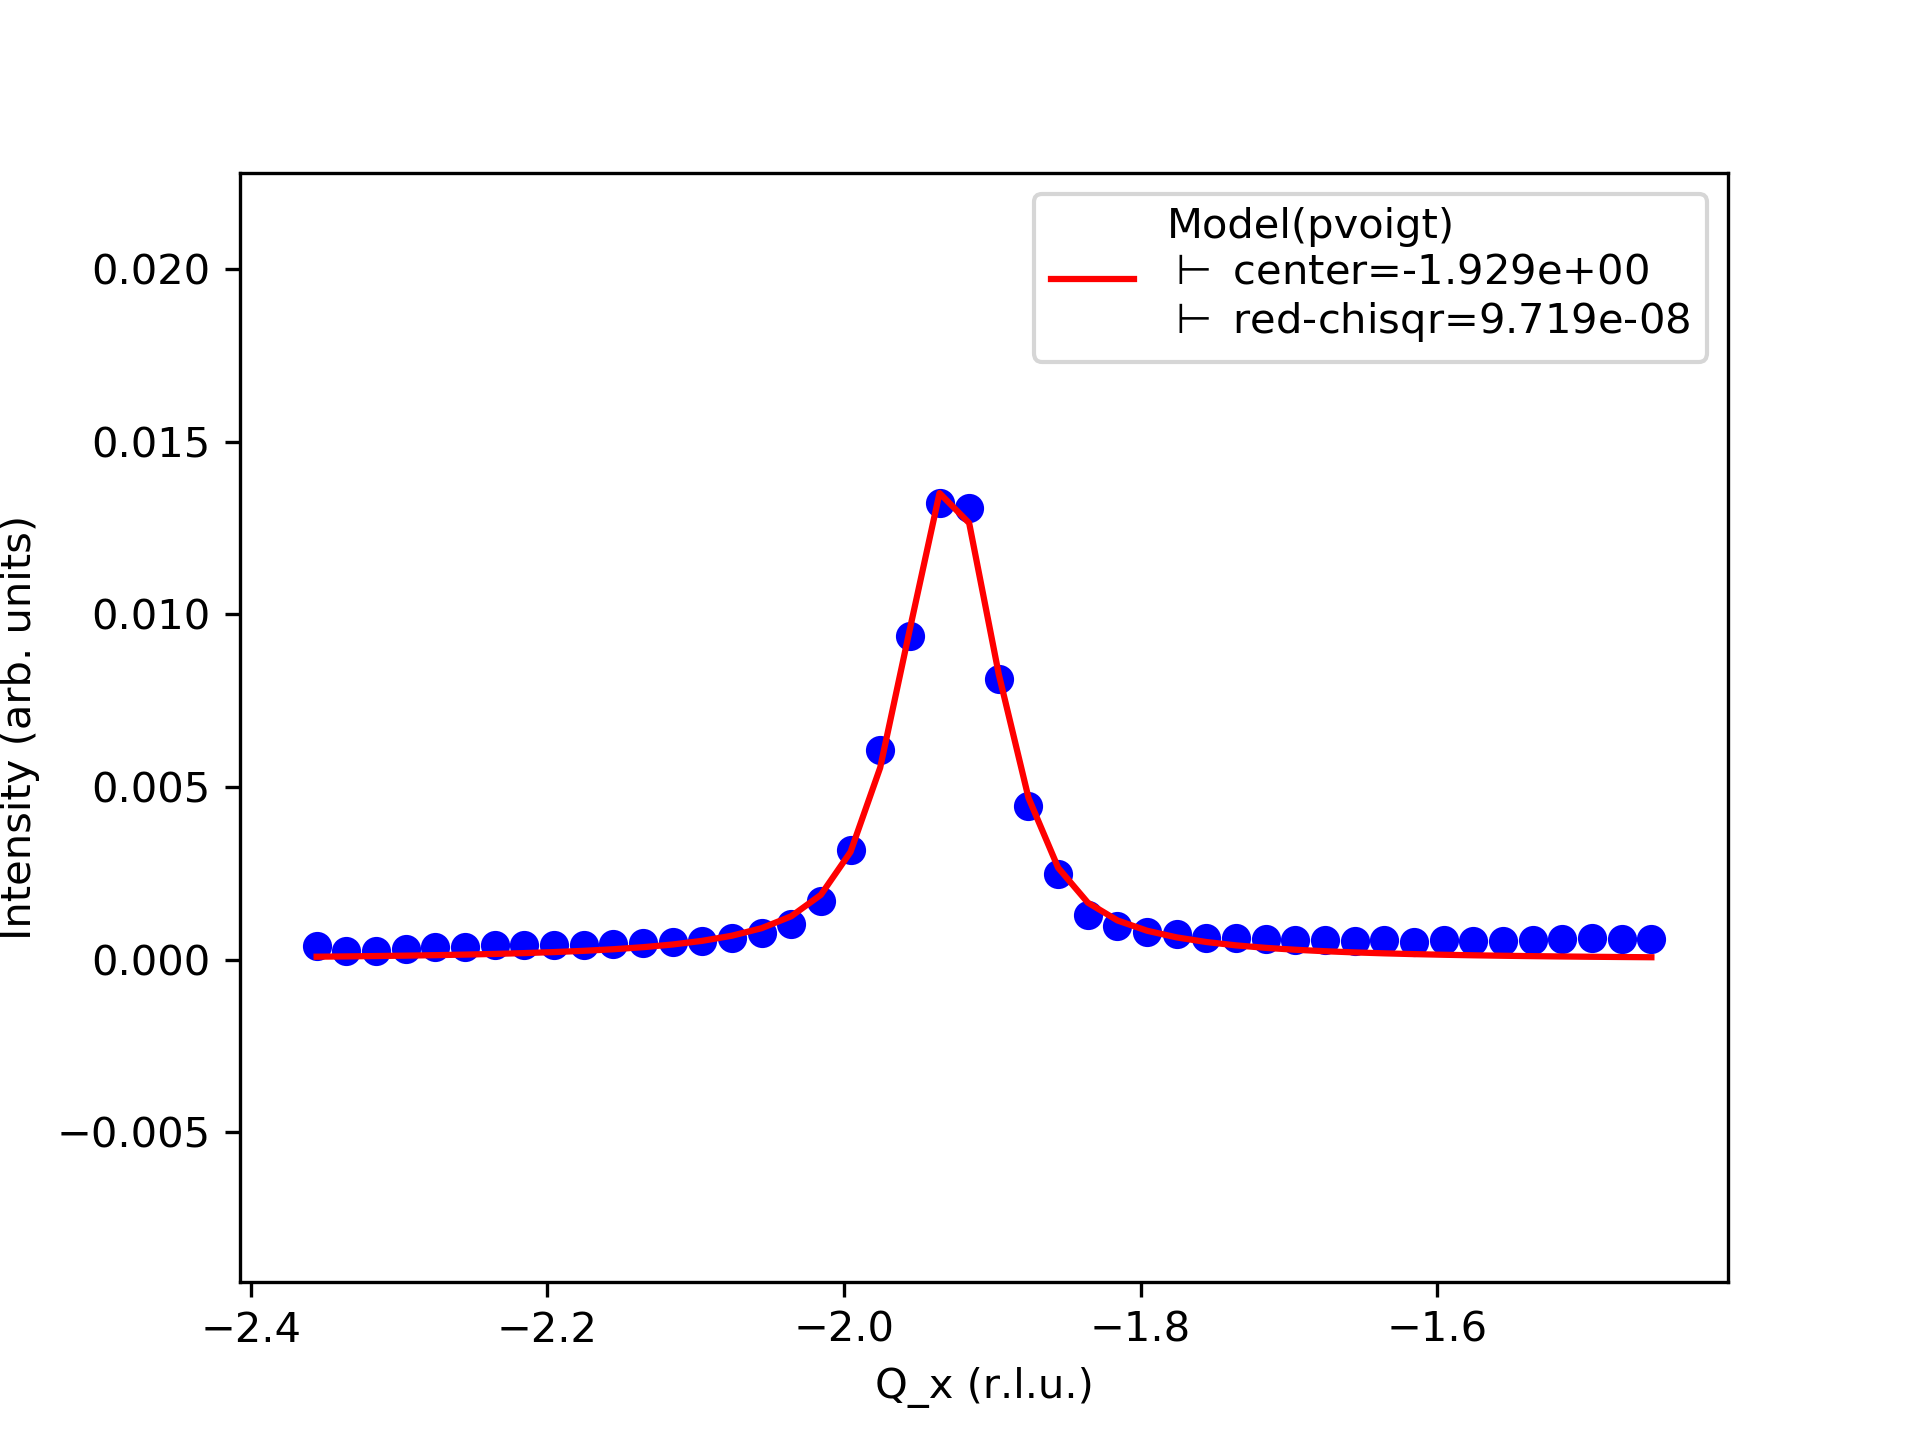 Model(pvoigt)
⊢ center=-1.929e+00
⊢ red-chisqr=9.719e-08
0.020
0.015
0.010
0.005
0.000
−0.005
Intensity (arb. units)
−2.4 −2.2 −2.0 −1.8 −1.6
Q_x (r.l.u.)